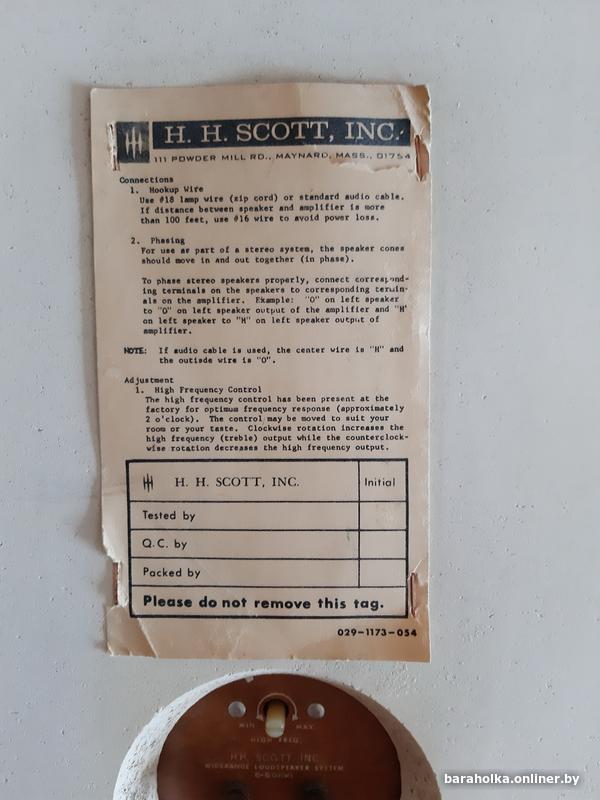 H. H. SCOTT, INC.
111 POWDER MILL RD., MAYNARD, MASS., 01754
Connections
1. Hookup Wire
Use #18 lamp wire (zip cord) or standard audio cable.
If distance between speaker and amplifier is more
than 100 feet, use #16 wire to avoid power loss.
2. Phasing
For use as part of a stereo system, the speaker cones
should move in and out together (in phase).
To phase stereo speakers properly, connect correspond-
ing terminals on the speakers to corresponding termin-
als on the amplifier. Example: "O" on left speaker
to "O" on left speaker output of the amplifier and "H"
on left speaker to "H" on left speaker output of
amplifier.
NOTE: If audio cable is used, the center wire is "H" and
the outside wire is "O".
Adjustment
1. High Frequency Control
The high frequency control has been present at the
factory for optimum frequency response (approximately
2 o'clock). The control may be moved to suit your
room or your taste. Clockwise rotation increases the
high frequency (treble) output while the counterclock-
wise rotation decreases the high frequency output.
H. H. SCOTT, INC. Initial
Tested by
Q.C. by
Packed by
Please do not remove this tag.
029-1173-054
MIN. MAX.
HIGH FREQ.
H.H. SCOTT INC.
WIDERANGE LOUDSPEAKER SYSTEM
baraholka.onliner.by